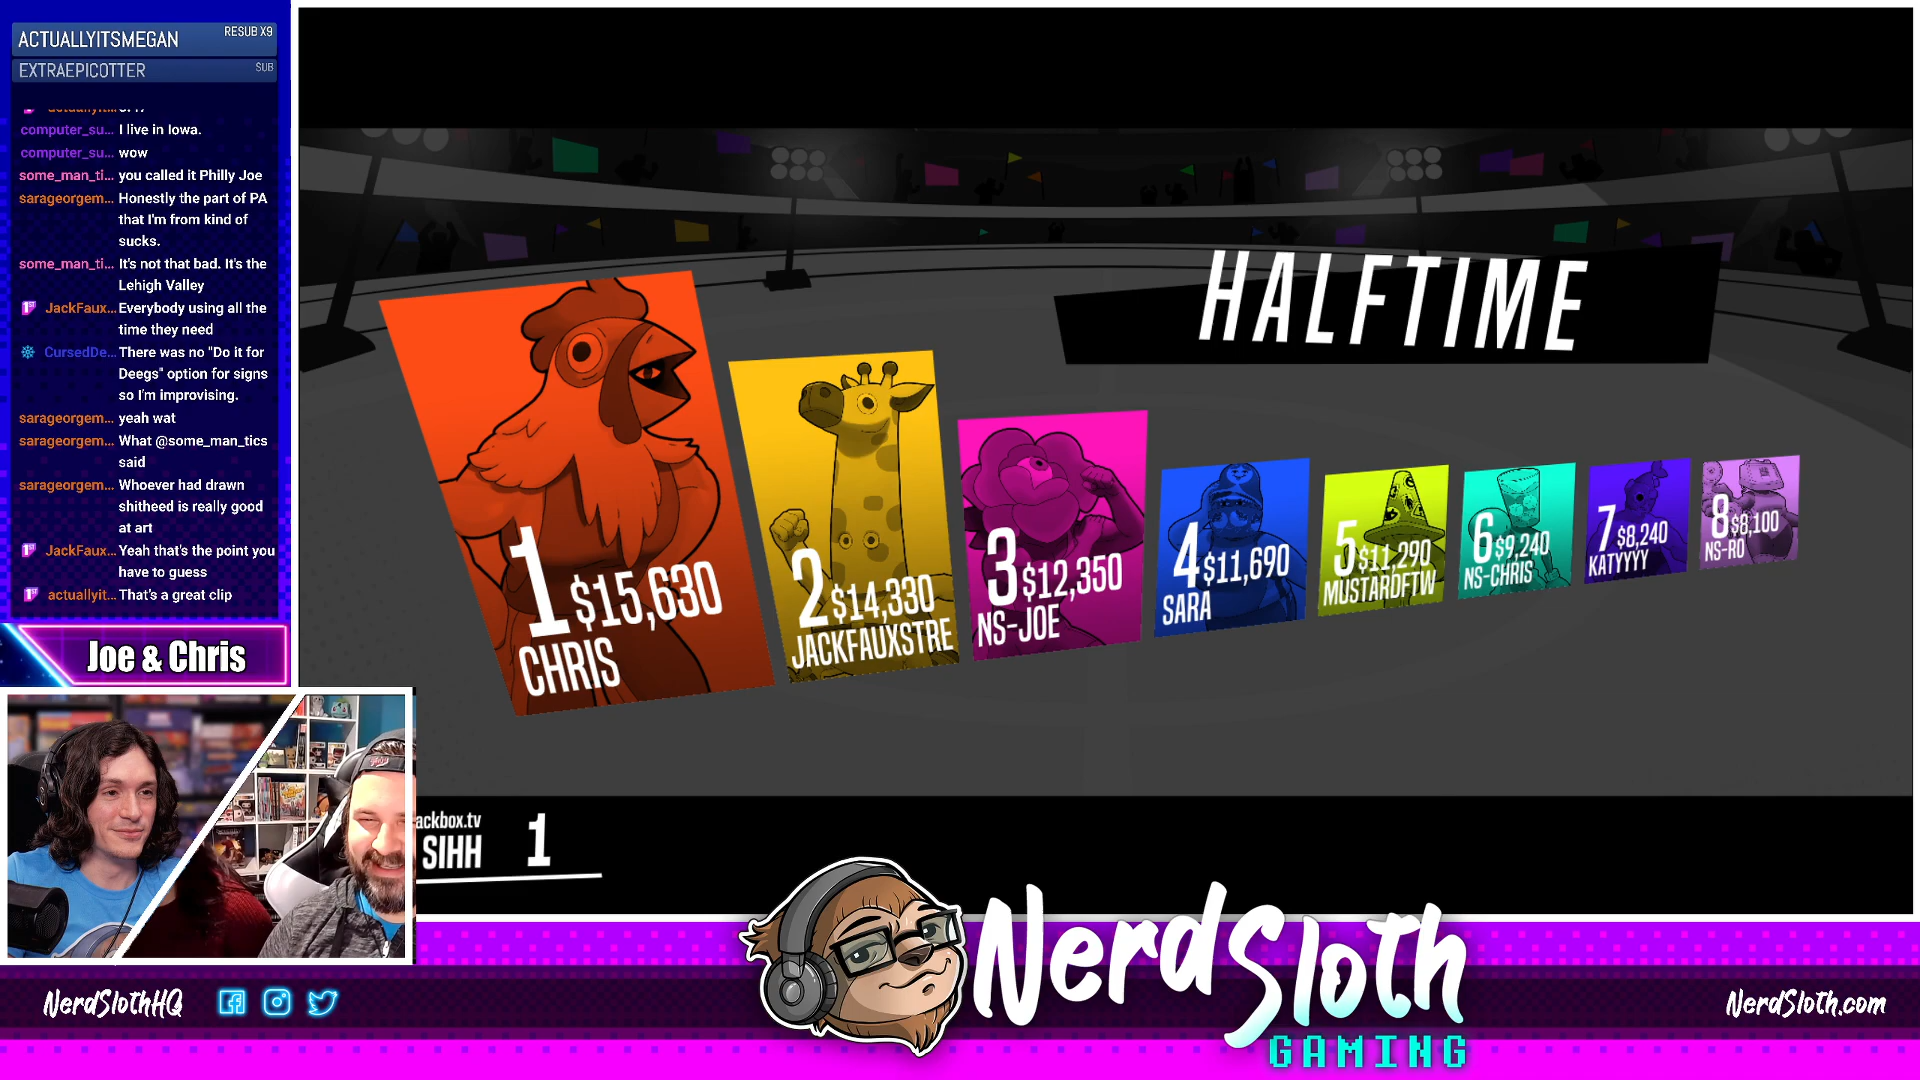 ACTUALLYITSMEGAN RESUB X9
EXTRAEPICOTTER SUB
computer_su... I live in Iowa.
computer_su... wow
some_man_ti... you called it Philly Joe
sarageorgem... Honestly the part of PA
that I'm from kind of
sucks.
some_man_ti... It's not that bad. It's the
Lehigh Valley
1ST JackFaux... Everybody using all the
time they need
CursedDe... There was no "Do it for
Deegs" option for signs
so I'm improvising.
sarageorgem... yeah wat
sarageorgem... What @some_man_tics
said
sarageorgem... Whoever had drawn
shitheed is really good
at art
1ST JackFaux... Yeah that's the point you
have to guess
1ST actuallyit... That's a great clip
Joe & Chris
HALFTIME
1 $15,630
CHRIS
2 $14,330
JACKFAUXSTRE
3 $12,350
NS-JOE
4 $11,690
SARA
5 $11,290
MUSTARDFTW
6 $9,240
NS-CHRIS
7 $8,240
KATYYYY
8 $8,100
NS-RO
ackbox.tv
SIHH 1
NerdSloth
GAMING
NerdSlothHQ
NerdSloth.com